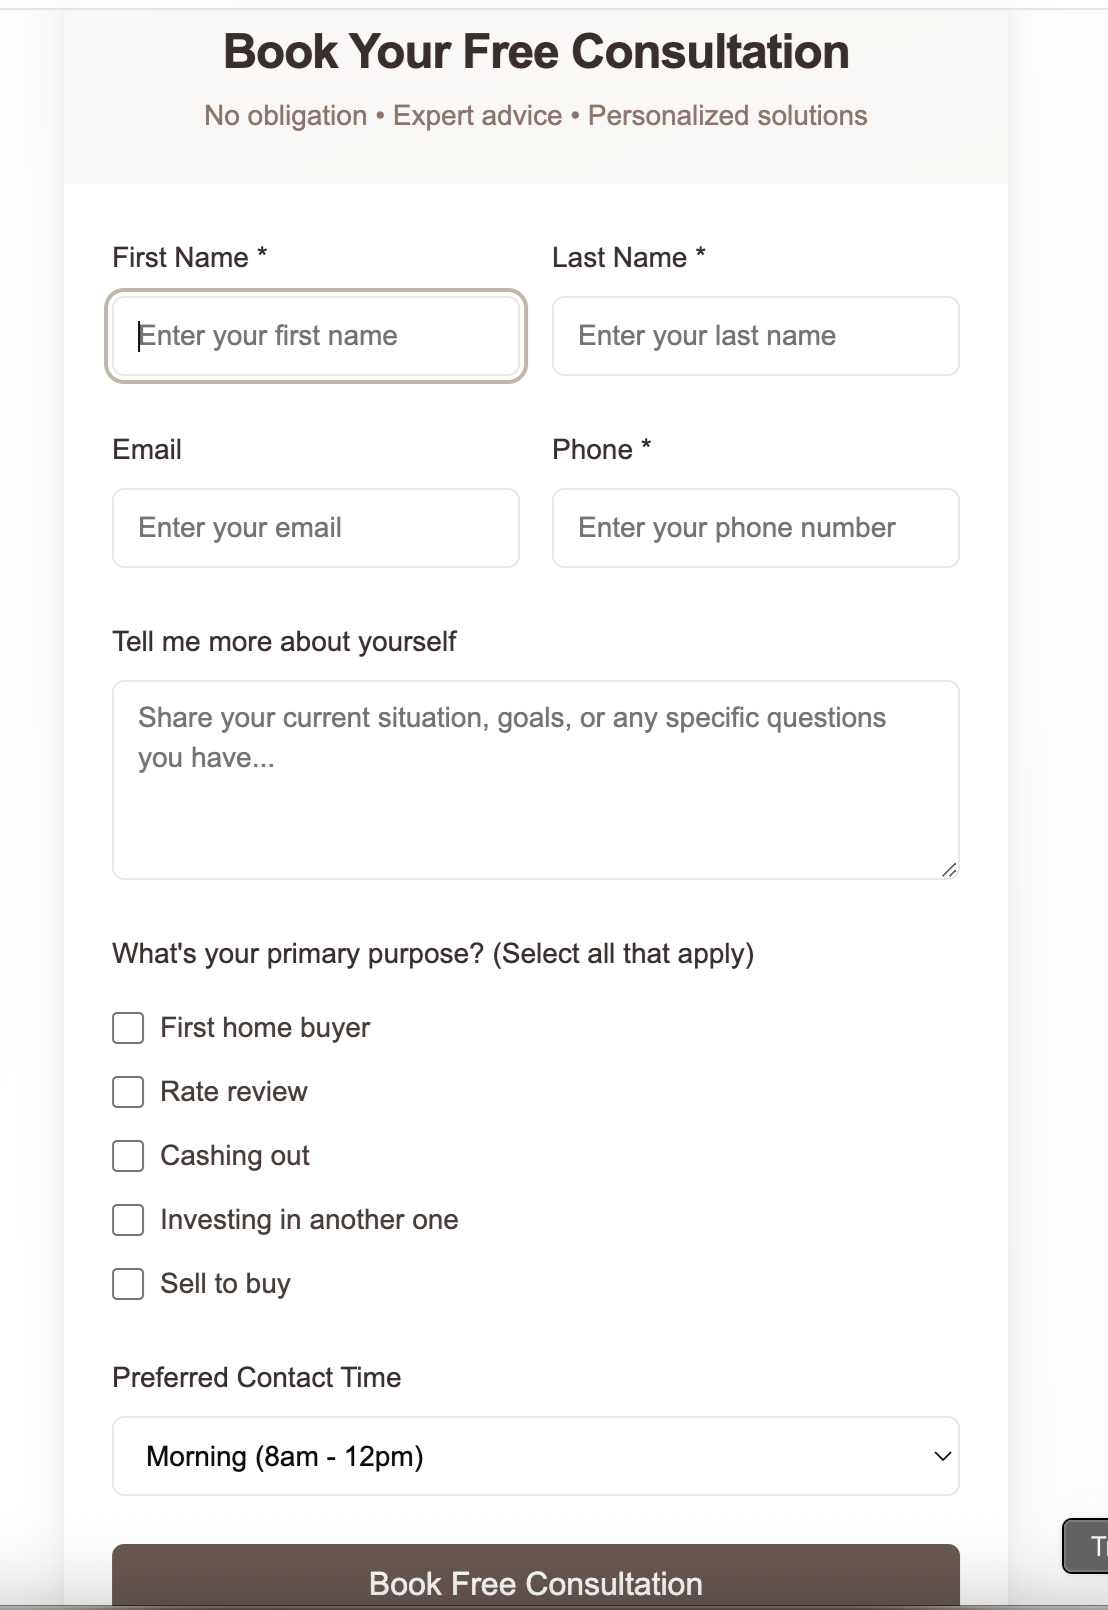 Book Your Free Consultation
No obligation • Expert advice • Personalized solutions
First Name *
Last Name *
Enter your first name
Enter your last name
Email
Phone *
Enter your email
Enter your phone number
Tell me more about yourself
Share your current situation, goals, or any specific questions
you have...
What's your primary purpose? (Select all that apply)
First home buyer
Rate review
Cashing out
Investing in another one
Sell to buy
Preferred Contact Time
Morning (8am - 12pm)
Book Free Consultation